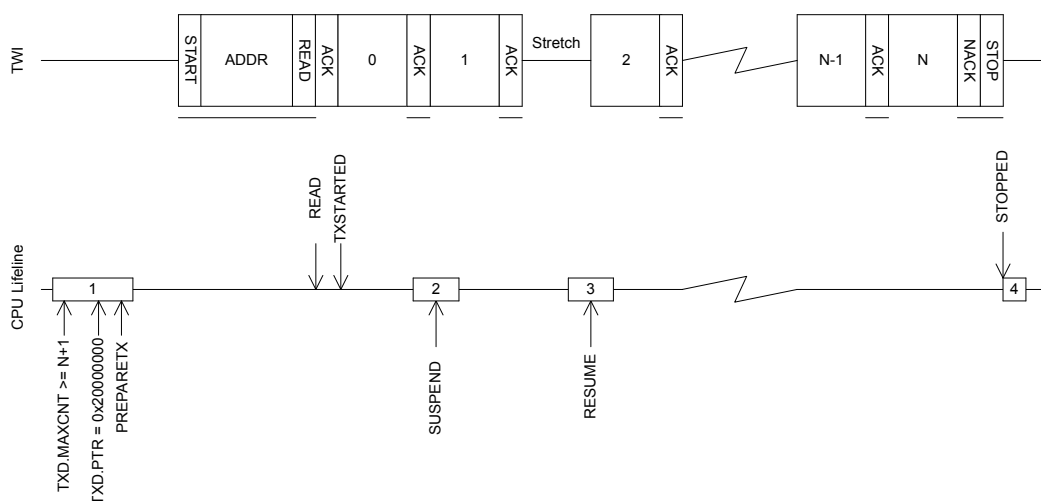 TWI
START
ADDR
READ
ACK
0
ACK
1
ACK
Stretch
2
ACK
N-1
ACK
N
NACK
STOP
CPU Lifeline
READ
TXSTARTED
STOPPED
1
2
3
4
TXD.MAXCNT >= N+1
TXD.PTR = 0x20000000
PREPARETX
SUSPEND
RESUME